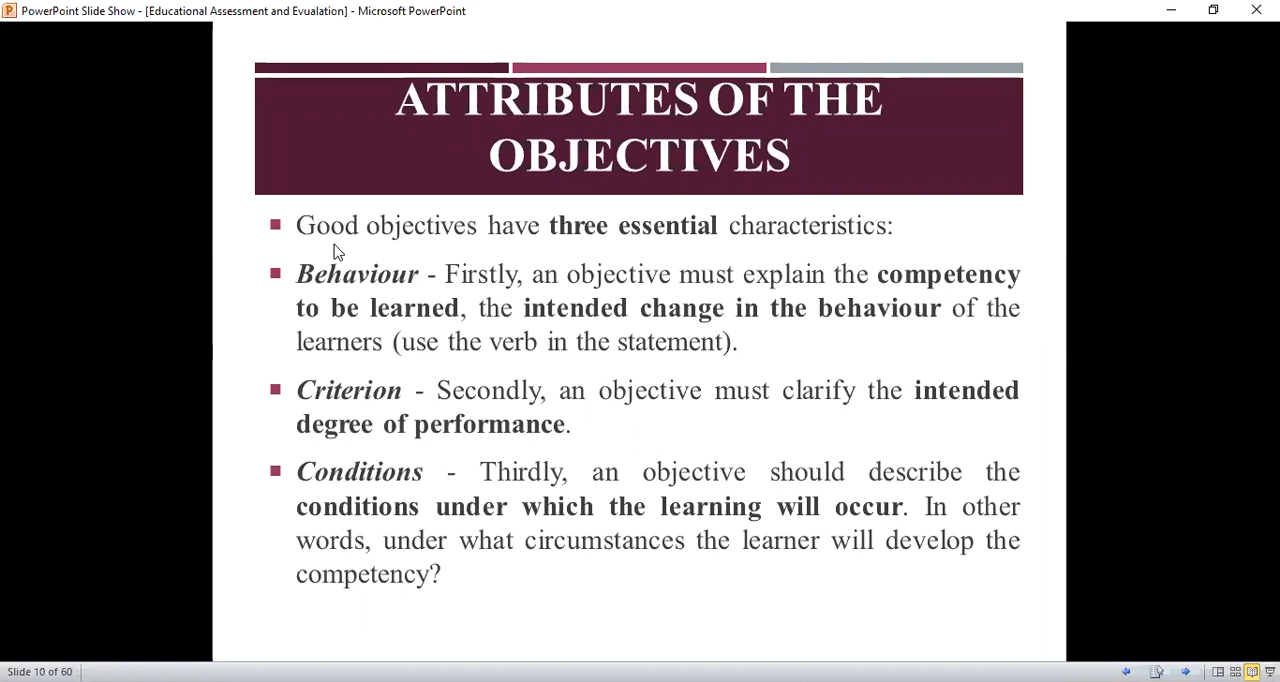 PowerPoint Slide Show - [Educational Assessment and Evualation] - Microsoft PowerPoint
ATTRIBUTES OF THE
OBJECTIVES
Good objectives have three essential characteristics:
Behaviour - Firstly, an objective must explain the competency
to be learned, the intended change in the behaviour of the
learners (use the verb in the statement).
Criterion - Secondly, an objective must clarify the intended
degree of performance.
Conditions - Thirdly, an objective should describe the
conditions under which the learning will occur. In other
words, under what circumstances the learner will develop the
competency?
Slide 10 of 60